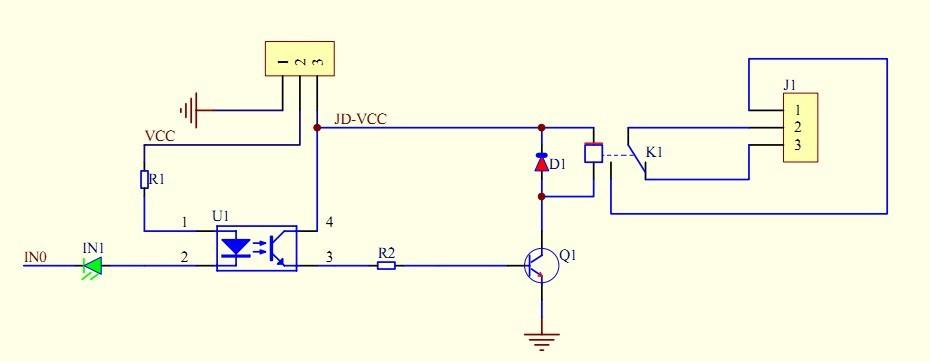 1 2 3
J1
JD-VCC
1
VCC
2
3
K1
D1
R1
U1
1
4
IN0
IN1
2
3
R2
Q1